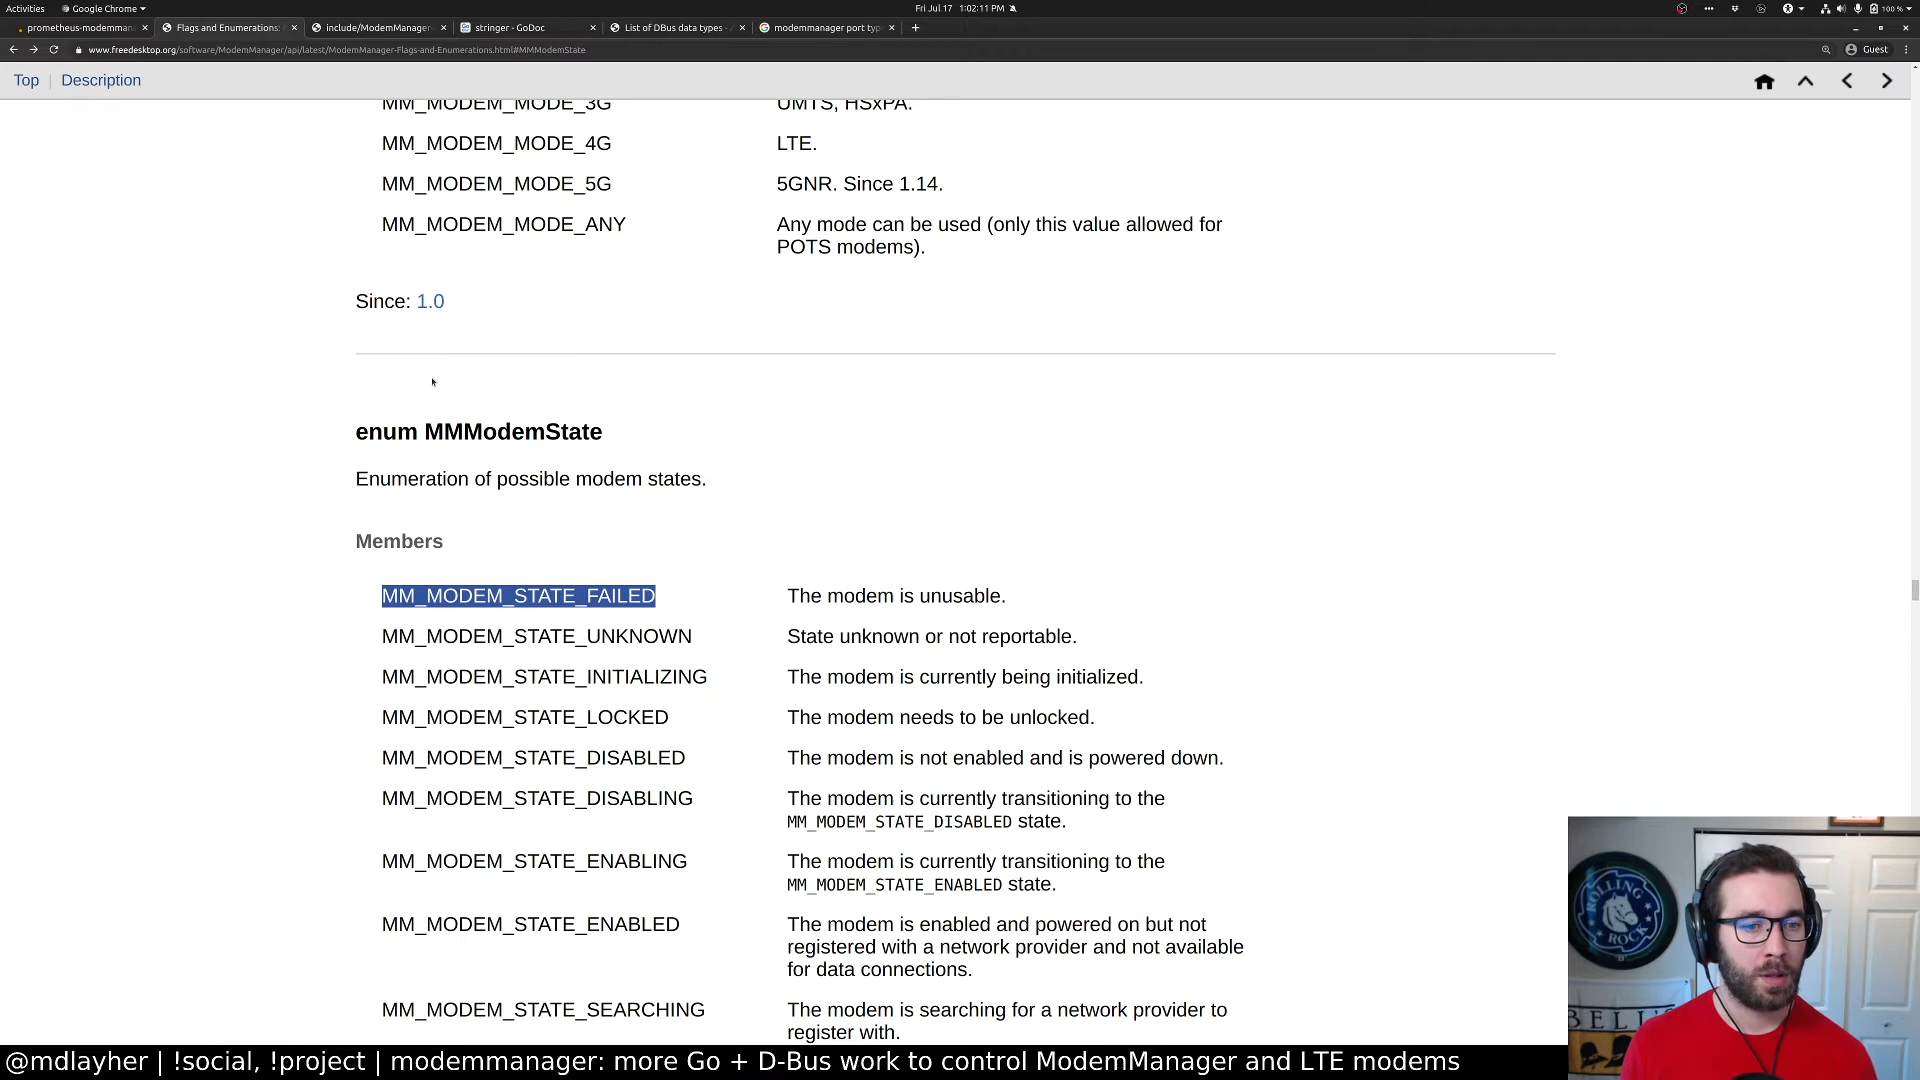 Activities Google Chrome Fri Jul 17 1:02:11 PM 100 %
prometheus-modemmana Flags and Enumerations: include/ModemManager- stringer - GoDoc List of DBus data types - modemmanager port typ
www.freedesktop.org/software/ModemManager/api/latest/ModemManager-Flags-and-Enumerations.html#MMModemState Guest
Top | Description
MM_MODEM_MODE_3G UMTS, HSxPA.
MM_MODEM_MODE_4G LTE.
MM_MODEM_MODE_5G 5GNR. Since 1.14.
MM_MODEM_MODE_ANY Any mode can be used (only this value allowed for
POTS modems).
Since: 1.0
enum MMModemState
Enumeration of possible modem states.
Members
MM_MODEM_STATE_FAILED The modem is unusable.
MM_MODEM_STATE_UNKNOWN State unknown or not reportable.
MM_MODEM_STATE_INITIALIZING The modem is currently being initialized.
MM_MODEM_STATE_LOCKED The modem needs to be unlocked.
MM_MODEM_STATE_DISABLED The modem is not enabled and is powered down.
MM_MODEM_STATE_DISABLING The modem is currently transitioning to the
MM_MODEM_STATE_DISABLED state.
MM_MODEM_STATE_ENABLING The modem is currently transitioning to the
MM_MODEM_STATE_ENABLED state.
MM_MODEM_STATE_ENABLED The modem is enabled and powered on but not
registered with a network provider and not available
for data connections.
MM_MODEM_STATE_SEARCHING The modem is searching for a network provider to
register with.
ROLLING
ROCK
BELL'S
@mdlayher | !social, !project | modemmanager: more Go + D-Bus work to control ModemManager and LTE modems